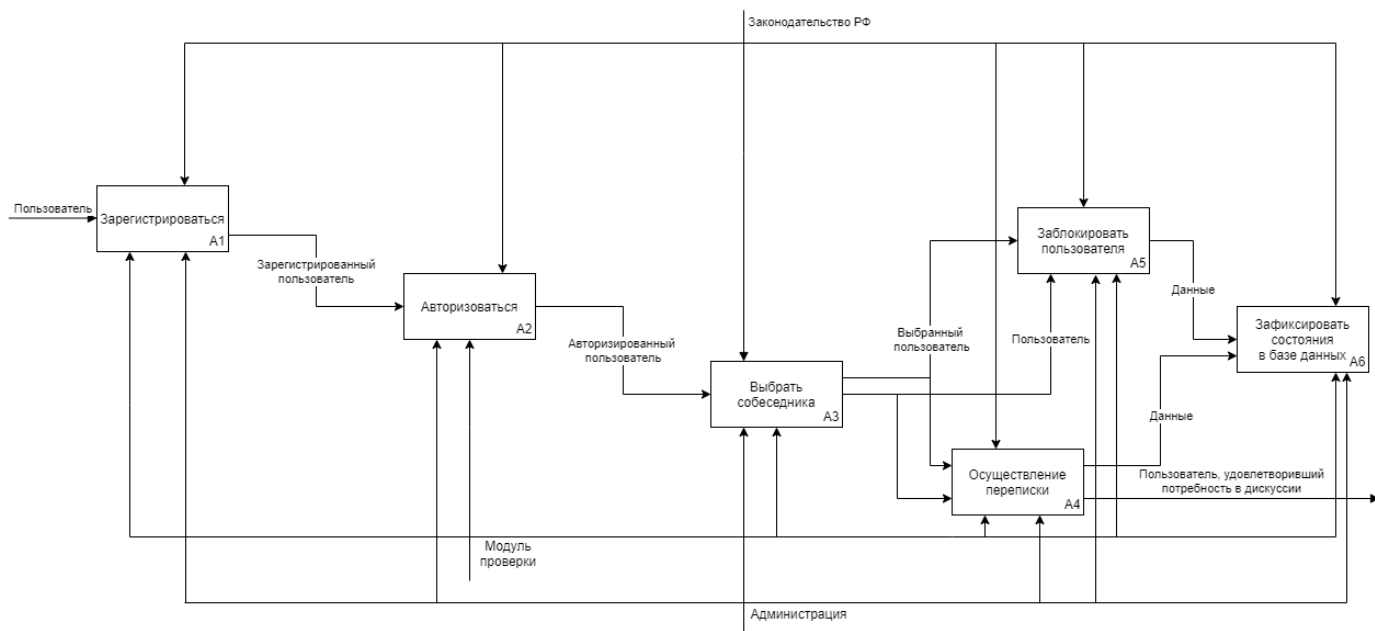 Законодательство РФ
Пользователь
Зарегистрироваться
A1
Зарегистрированный
пользователь
Авторизоваться
A2
Авторизированный
пользователь
Выбрать
собеседника
A3
Выбранный
пользователь
Пользователь
Заблокировать
пользователя
A5
Данные
Зафиксировать
состояния
в базе данных
A6
Данные
Осуществление
переписки
A4
Пользователь, удовлетворивший
потребность в дискуссии
Модуль
проверки
Администрация